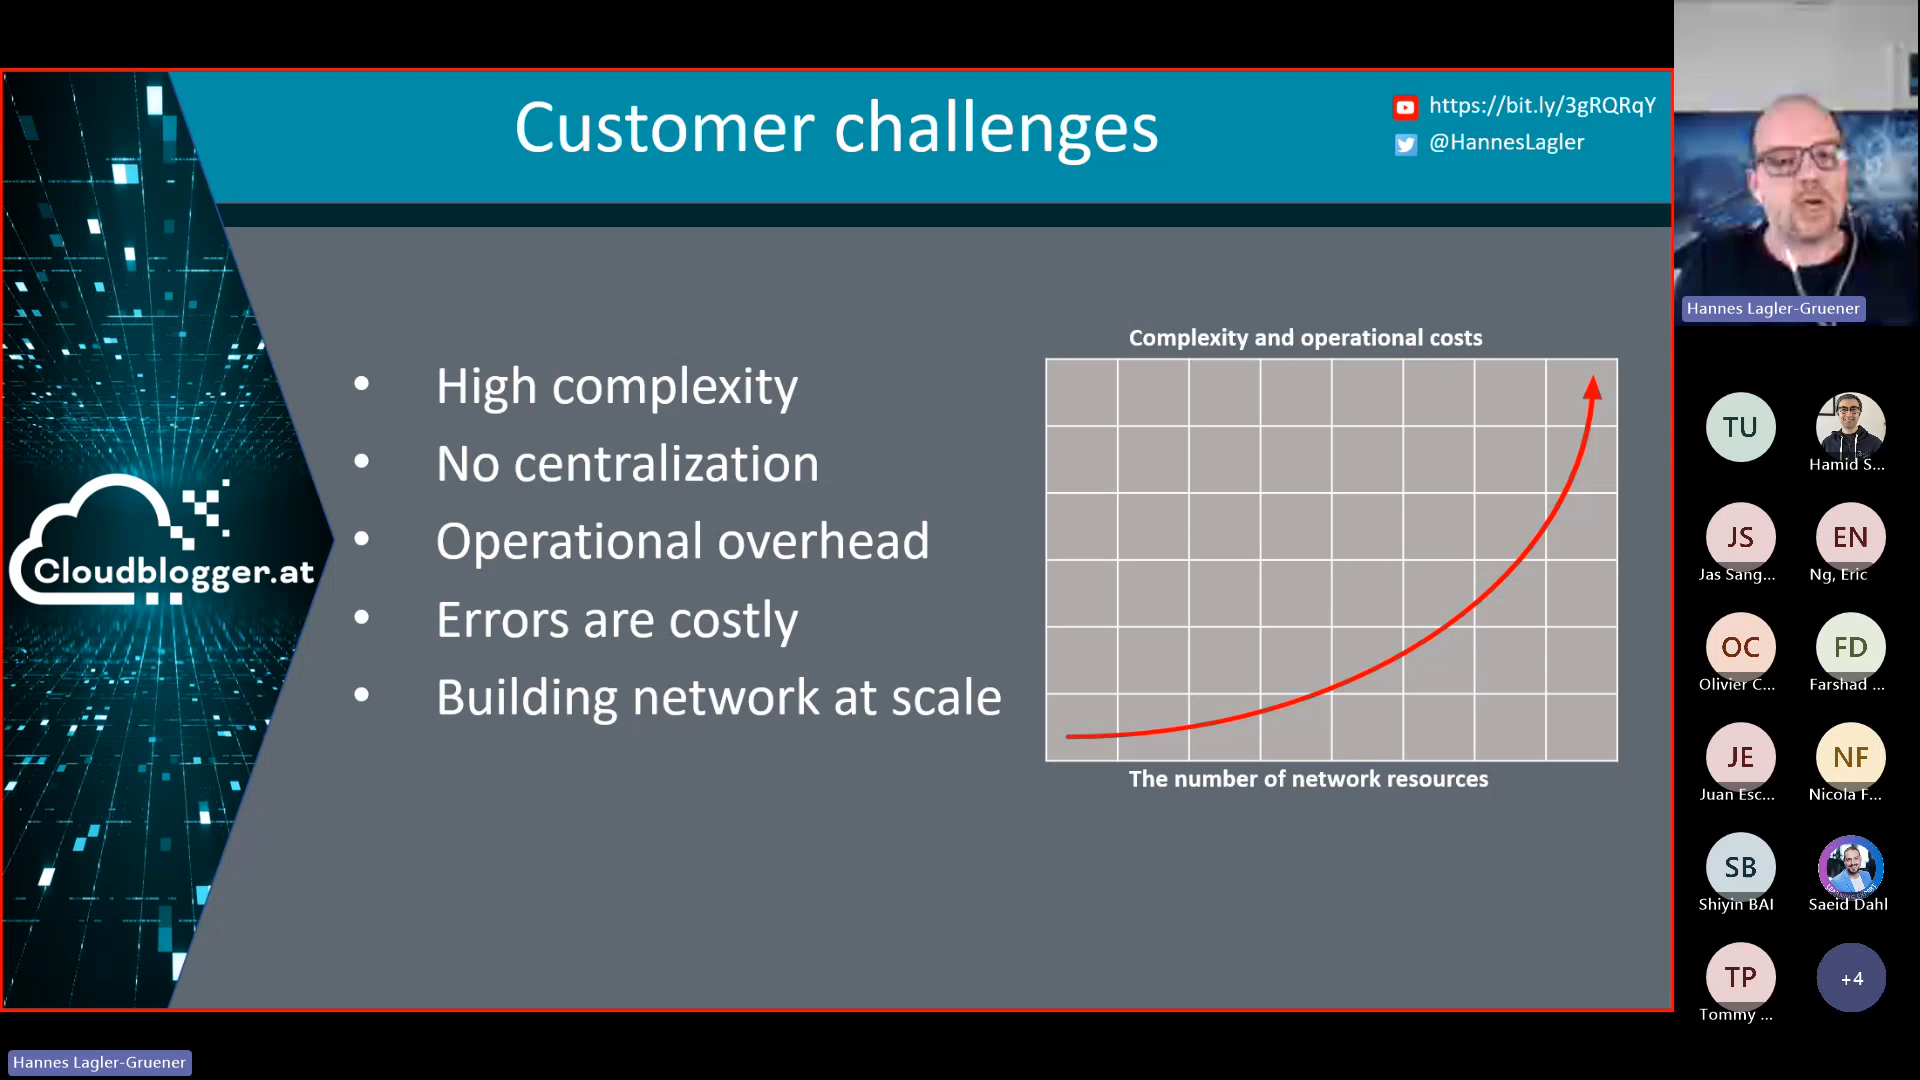 Customer challenges
https://bit.ly/3gRQRqY
@HannesLagler
Cloudblogger.at
• High complexity
• No centralization
• Operational overhead
• Errors are costly
• Building network at scale
Complexity and operational costs
The number of network resources
Hannes Lagler-Gruener
TU
Hamid S...
JS
Jas Sang...
EN
Ng, Eric
OC
Olivier C...
FD
Farshad ...
JE
Juan Esc...
NF
Nicola F...
SB
Shiyin BAI
Saeid Dahl
TP
Tommy ...
+4
Hannes Lagler-Gruener